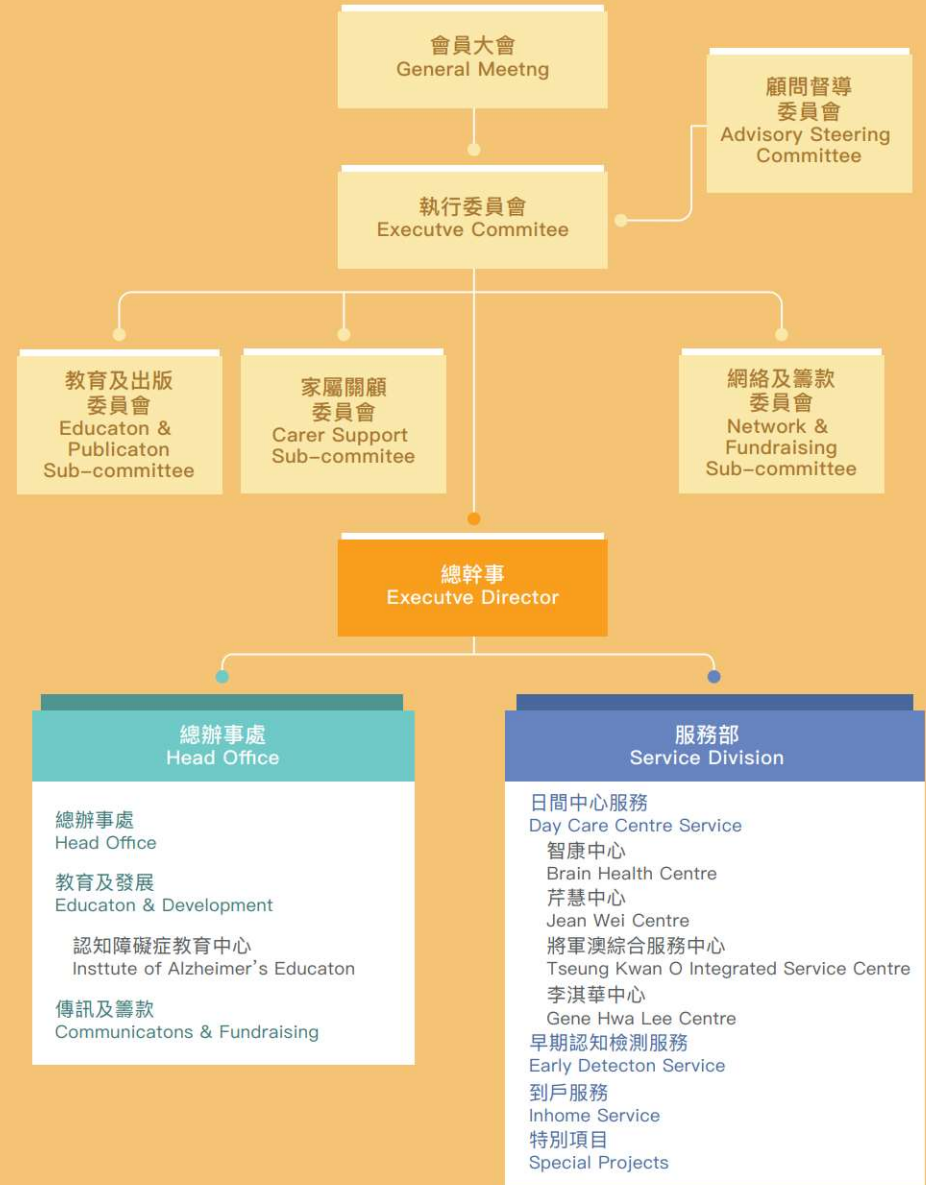 會員大會
General Meetng
顧問督導
委員會
Advisory Steering
Committee
執行委員會
Executve Commitee
教育及出版
委員會
Educaton &
Publicaton
Sub-committee
家屬關顧
委員會
Carer Support
Sub-commitee
網絡及籌款
委員會
Network &
Fundraising
Sub-committee
總幹事
Executve Director
總辦事處
Head Office
總辦事處
Head Office
教育及發展
Educaton & Development
認知障礙症教育中心
Insttute of Alzheimer's Educaton
傳訊及籌款
Communicatons & Fundraising
服務部
Service Division
日間中心服務
Day Care Centre Service
智康中心
Brain Health Centre
芹慧中心
Jean Wei Centre
將軍澳綜合服務中心
Tseung Kwan O Integrated Service Centre
李淇華中心
Gene Hwa Lee Centre
早期認知檢測服務
Early Detecton Service
到戶服務
Inhome Service
特別項目
Special Projects